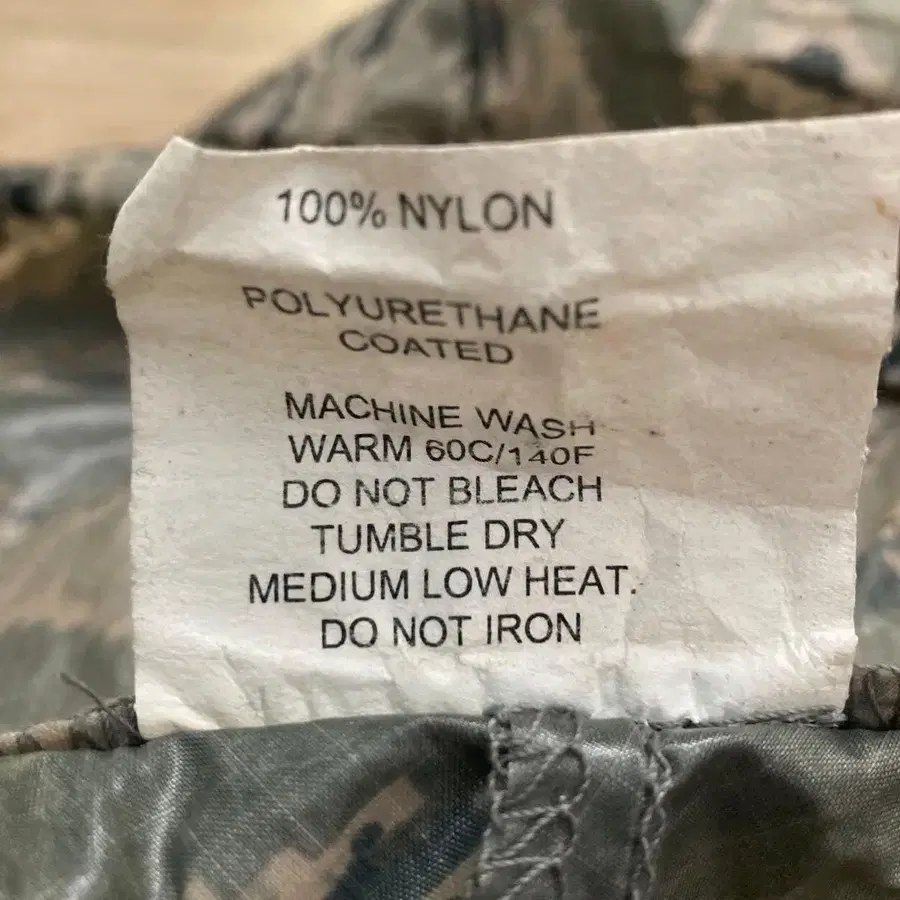 100% NYLON
POLYURETHANE
COATED
MACHINE WASH
WARM 60C/140F
DO NOT BLEACH
TUMBLE DRY
MEDIUM LOW HEAT.
DO NOT IRON